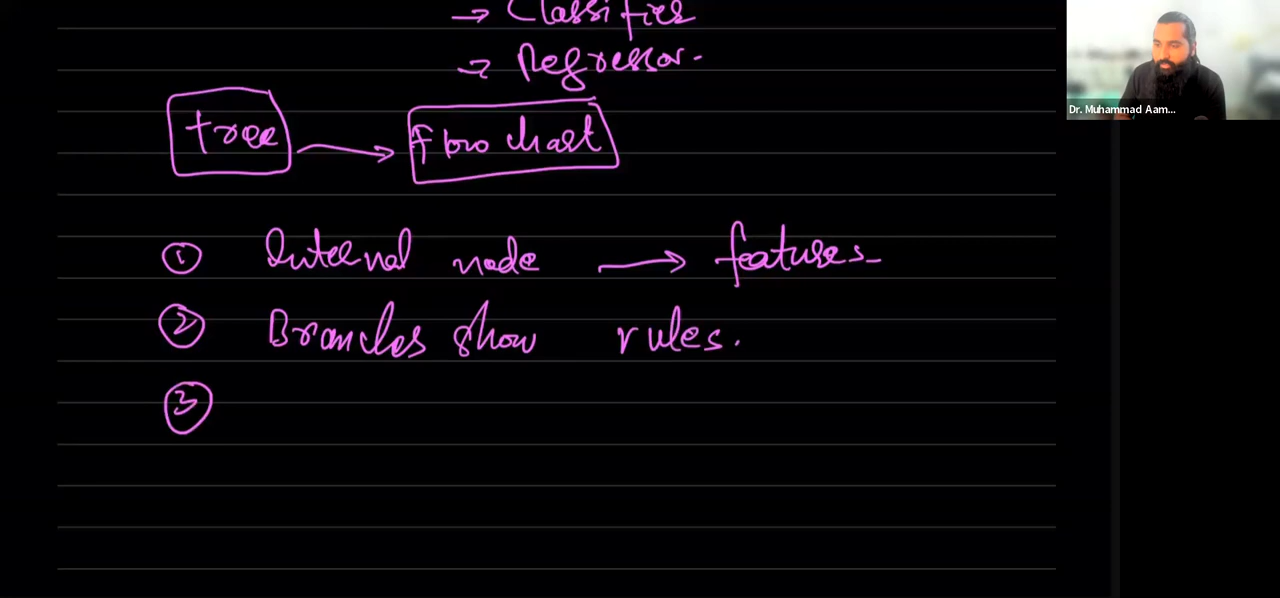 → Classifier
→ Regressor.
tree → flow chart
Dr. Muhammad Aam...
① Internal node → features
② Branches show rules.
③